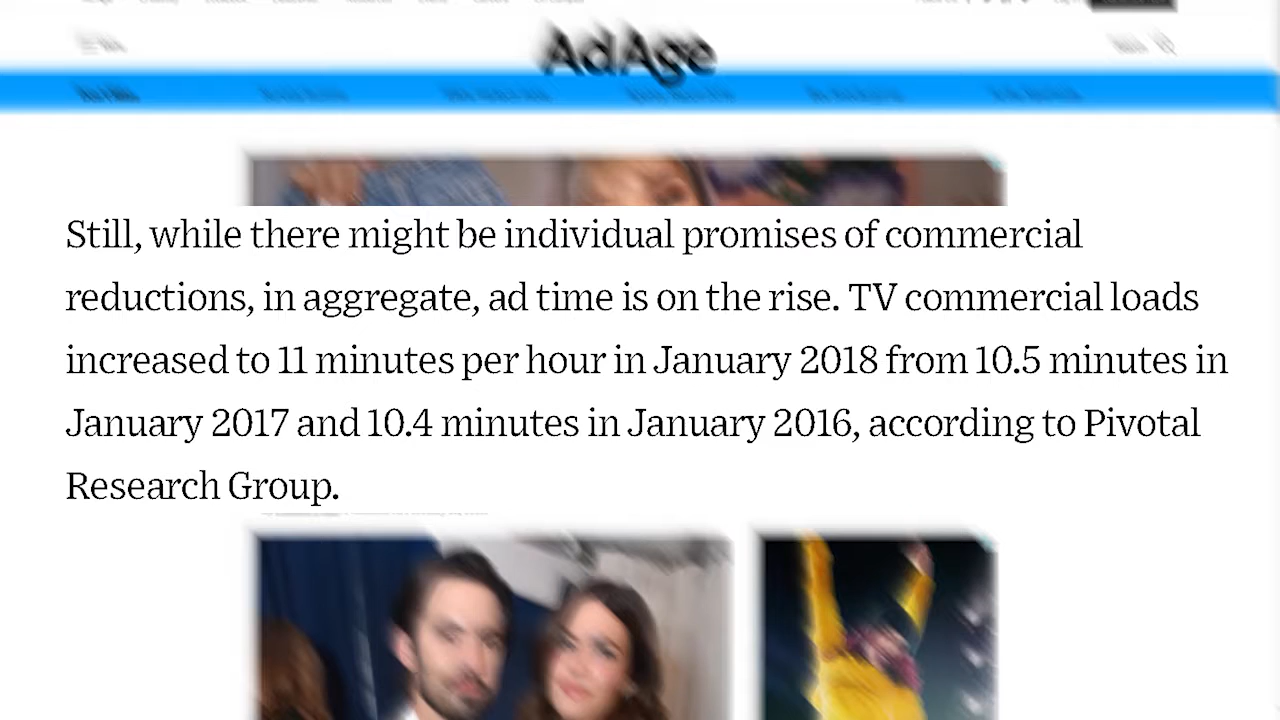 AdAge
Still, while there might be individual promises of commercial
reductions, in aggregate, ad time is on the rise. TV commercial loads
increased to 11 minutes per hour in January 2018 from 10.5 minutes in
January 2017 and 10.4 minutes in January 2016, according to Pivotal
Research Group.